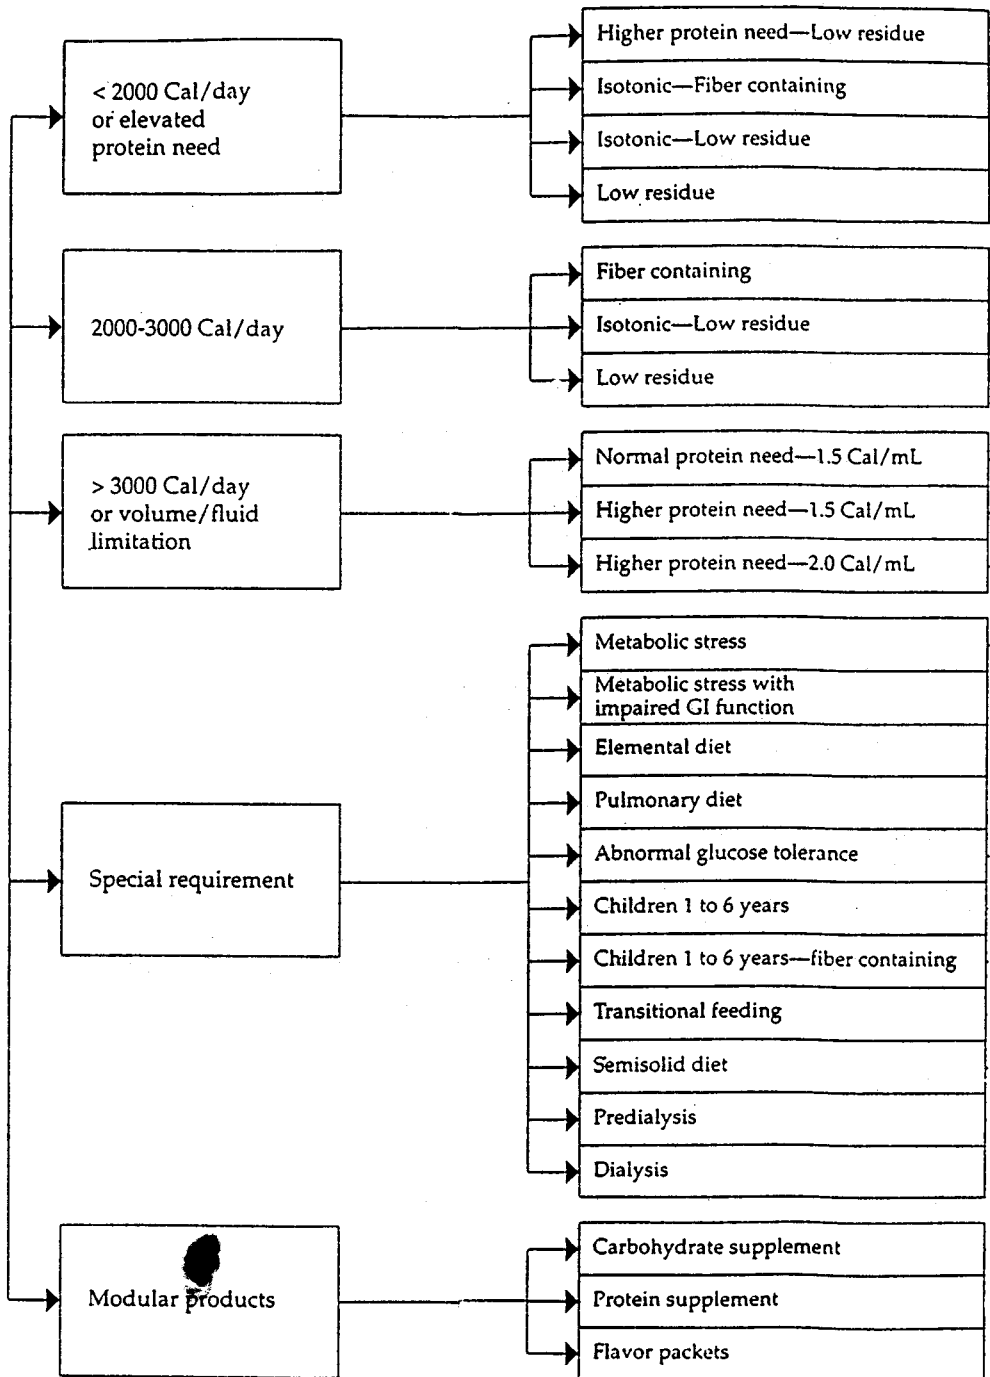 < 2000 Cal/day
or elevated
protein need
Higher protein need—Low residue
Isotonic—Fiber containing
Isotonic—Low residue
Low residue
2000-3000 Cal/day
Fiber containing
Isotonic—Low residue
Low residue
> 3000 Cal/day
or volume/fluid
limitation
Normal protein need—1.5 Cal/mL
Higher protein need—1.5 Cal/mL
Higher protein need—2.0 Cal/mL
Special requirement
Metabolic stress
Metabolic stress with
impaired GI function
Elemental diet
Pulmonary diet
Abnormal glucose tolerance
Children 1 to 6 years
Children 1 to 6 years—fiber containing
Transitional feeding
Semisolid diet
Predialysis
Dialysis
Modular products
Carbohydrate supplement
Protein supplement
Flavor packets